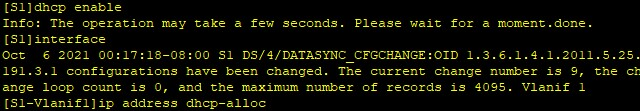 [S1]dhcp enable
Info: The operation may take a few seconds. Please wait for a moment.done.
[S1]interface
Oct  6 2021 00:17:18-08:00 S1 DS/4/DATASYNC_CFGCHANGE:OID 1.3.6.1.4.1.2011.5.25.
191.3.1 configurations have been changed. The current change number is 9, the ch
ange loop count is 0, and the maximum number of records is 4095. Vlanif 1
[S1-Vlanif1]ip address dhcp-alloc